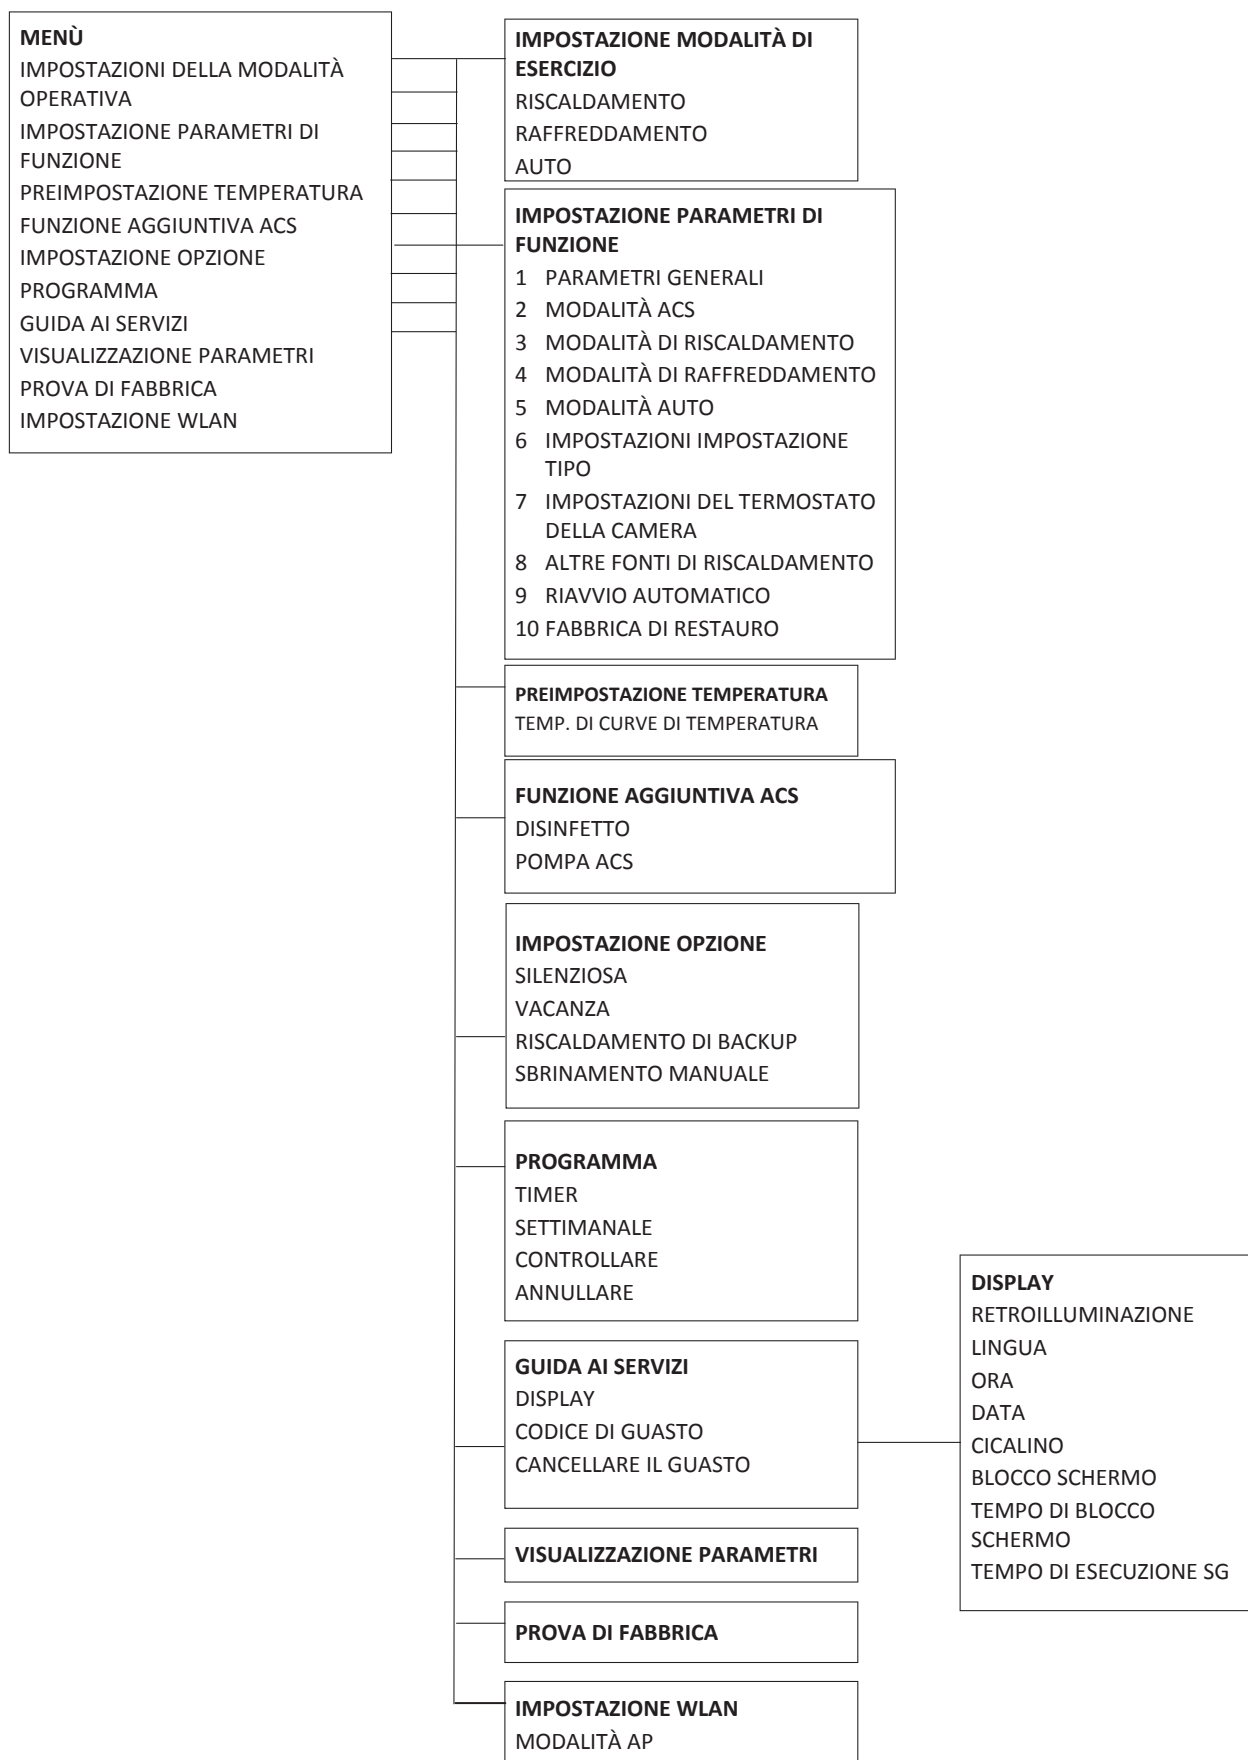 MENÙ
IMPOSTAZIONI DELLA MODALITÀ
OPERATIVA
IMPOSTAZIONE PARAMETRI DI
FUNZIONE
PREIMPOSTAZIONE TEMPERATURA
FUNZIONE AGGIUNTIVA ACS
IMPOSTAZIONE OPZIONE
PROGRAMMA
GUIDA AI SERVIZI
VISUALIZZAZIONE PARAMETRI
PROVA DI FABBRICA
IMPOSTAZIONE WLAN
IMPOSTAZIONE MODALITÀ DI
ESERCIZIO
RISCALDAMENTO
RAFFREDDAMENTO
AUTO
IMPOSTAZIONE PARAMETRI DI
FUNZIONE
1 PARAMETRI GENERALI
2 MODALITÀ ACS
3 MODALITÀ DI RISCALDAMENTO
4 MODALITÀ DI RAFFREDDAMENTO
5 MODALITÀ AUTO
6 IMPOSTAZIONI IMPOSTAZIONE
TIPO
7 IMPOSTAZIONI DEL TERMOSTATO
DELLA CAMERA
8 ALTRE FONTI DI RISCALDAMENTO
9 RIAVVIO AUTOMATICO
10 FABBRICA DI RESTAURO
PREIMPOSTAZIONE TEMPERATURA
TEMP. DI CURVE DI TEMPERATURA
FUNZIONE AGGIUNTIVA ACS
DISINFETTO
POMPA ACS
IMPOSTAZIONE OPZIONE
SILENZIOSA
VACANZA
RISCALDAMENTO DI BACKUP
SBRINAMENTO MANUALE
PROGRAMMA
TIMER
SETTIMANALE
CONTROLLARE
ANNULLARE
GUIDA AI SERVIZI
DISPLAY
CODICE DI GUASTO
CANCELLARE IL GUASTO
DISPLAY
RETROILLUMINAZIONE
LINGUA
ORA
DATA
CICALINO
BLOCCO SCHERMO
TEMPO DI BLOCCO
SCHERMO
TEMPO DI ESECUZIONE SG
VISUALIZZAZIONE PARAMETRI
PROVA DI FABBRICA
IMPOSTAZIONE WLAN
MODALITÀ AP